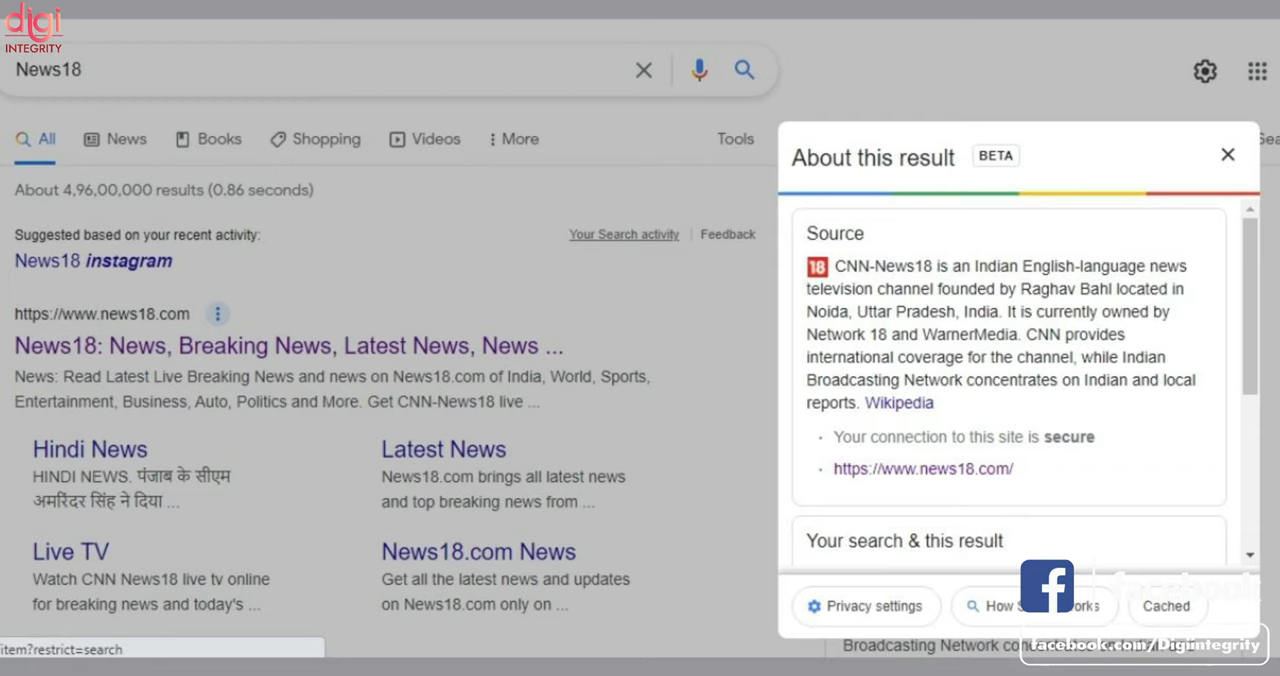 digi
INTEGRITY
News18
All
News
Books
Shopping
Videos
More
Tools
About 4,96,00,000 results (0.86 seconds)
Suggested based on your recent activity:
Your Search activity
Feedback
News18 instagram
https://www.news18.com
News18: News, Breaking News, Latest News, News ...
News: Read Latest Live Breaking News and news on News18.com of India, World, Sports,
Entertainment, Business, Auto, Politics and More. Get CNN-News18 live ...
Hindi News
HINDI NEWS. पंजाब के सीएम
अमरिंदर सिंह ने दिया ...
Latest News
News18.com brings all latest news
and top breaking news from ...
Live TV
Watch CNN News18 live tv online
for breaking news and today's ...
News18.com News
Get all the latest news and updates
on News18.com only on ...
item?restrict=search
About this result
BETA
Source
18 CNN-News18 is an Indian English-language news
television channel founded by Raghav Bahl located in
Noida, Uttar Pradesh, India. It is currently owned by
Network 18 and WarnerMedia. CNN provides
international coverage for the channel, while Indian
Broadcasting Network concentrates on Indian and local
reports. Wikipedia
· Your connection to this site is secure
· https://www.news18.com/
Your search & this result
Privacy settings
How
Cached
facebook
Broadcasting Network
facebook.com/Digiintegrity